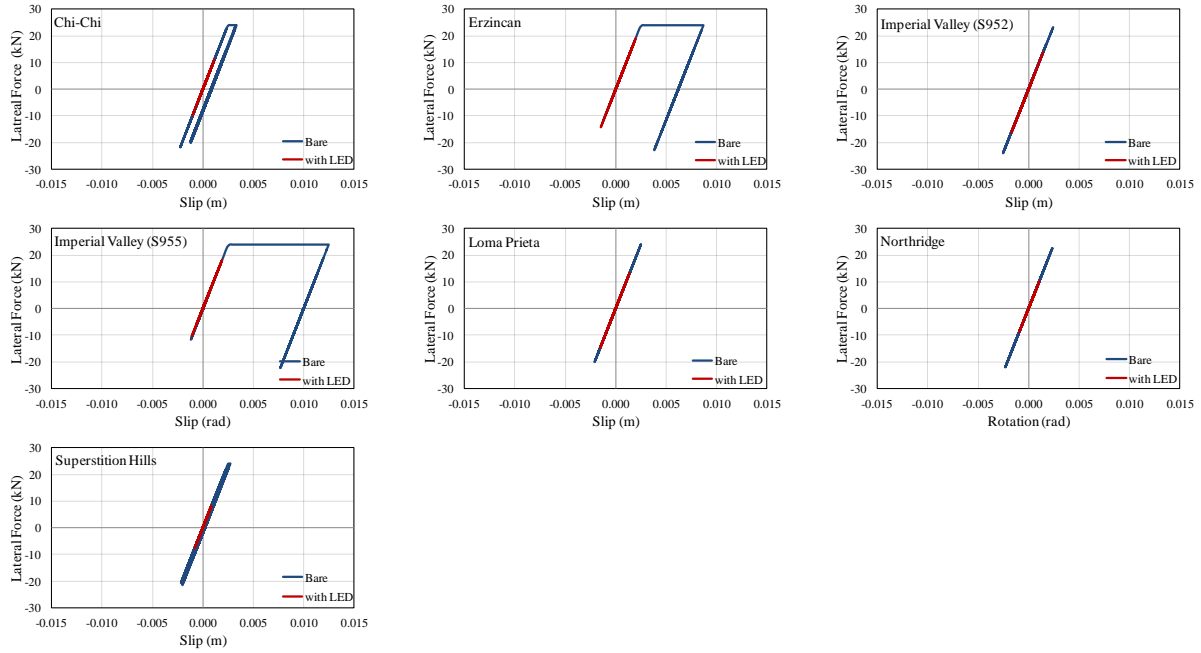 Chi-Chi
Latreal Force (kN)
30
20
10
0
-10
-20
-30
Bare
with LED
-0.015 -0.010 -0.005 0.000 0.005 0.010 0.015
Slip (m)
Erzincan
Lateral Force (kN)
30
20
10
0
-10
-20
-30
Bare
with LED
-0.015 -0.010 -0.005 0.000 0.005 0.010 0.015
Slip (m)
Imperial Valley (S952)
Lateral Force (kN)
30
20
10
0
-10
-20
-30
Bare
with LED
-0.015 -0.010 -0.005 0.000 0.005 0.010 0.015
Slip (m)
Imperial Valley (S955)
Lateral Force (kN)
30
20
10
0
-10
-20
-30
Bare
with LED
-0.015 -0.010 -0.005 0.000 0.005 0.010 0.015
Slip (rad)
Loma Prieta
Lateral Force (kN)
30
20
10
0
-10
-20
-30
Bare
with LED
-0.015 -0.010 -0.005 0.000 0.005 0.010 0.015
Slip (m)
Northridge
Lateral Force (kN)
30
20
10
0
-10
-20
-30
Bare
with LED
-0.015 -0.010 -0.005 0.000 0.005 0.010 0.015
Rotation (rad)
Superstition Hills
Lateral Force (kN)
30
20
10
0
-10
-20
-30
Bare
with LED
-0.015 -0.010 -0.005 0.000 0.005 0.010 0.015
Slip (m)